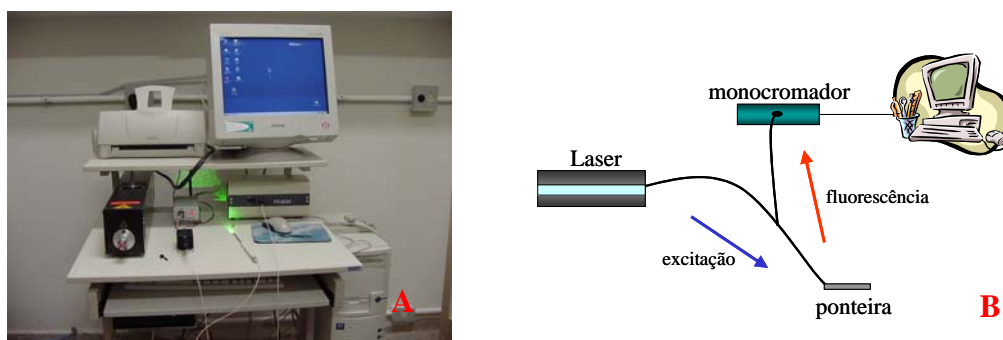 A
monocromador
Laser
fluorescência
excitação
ponteira
B